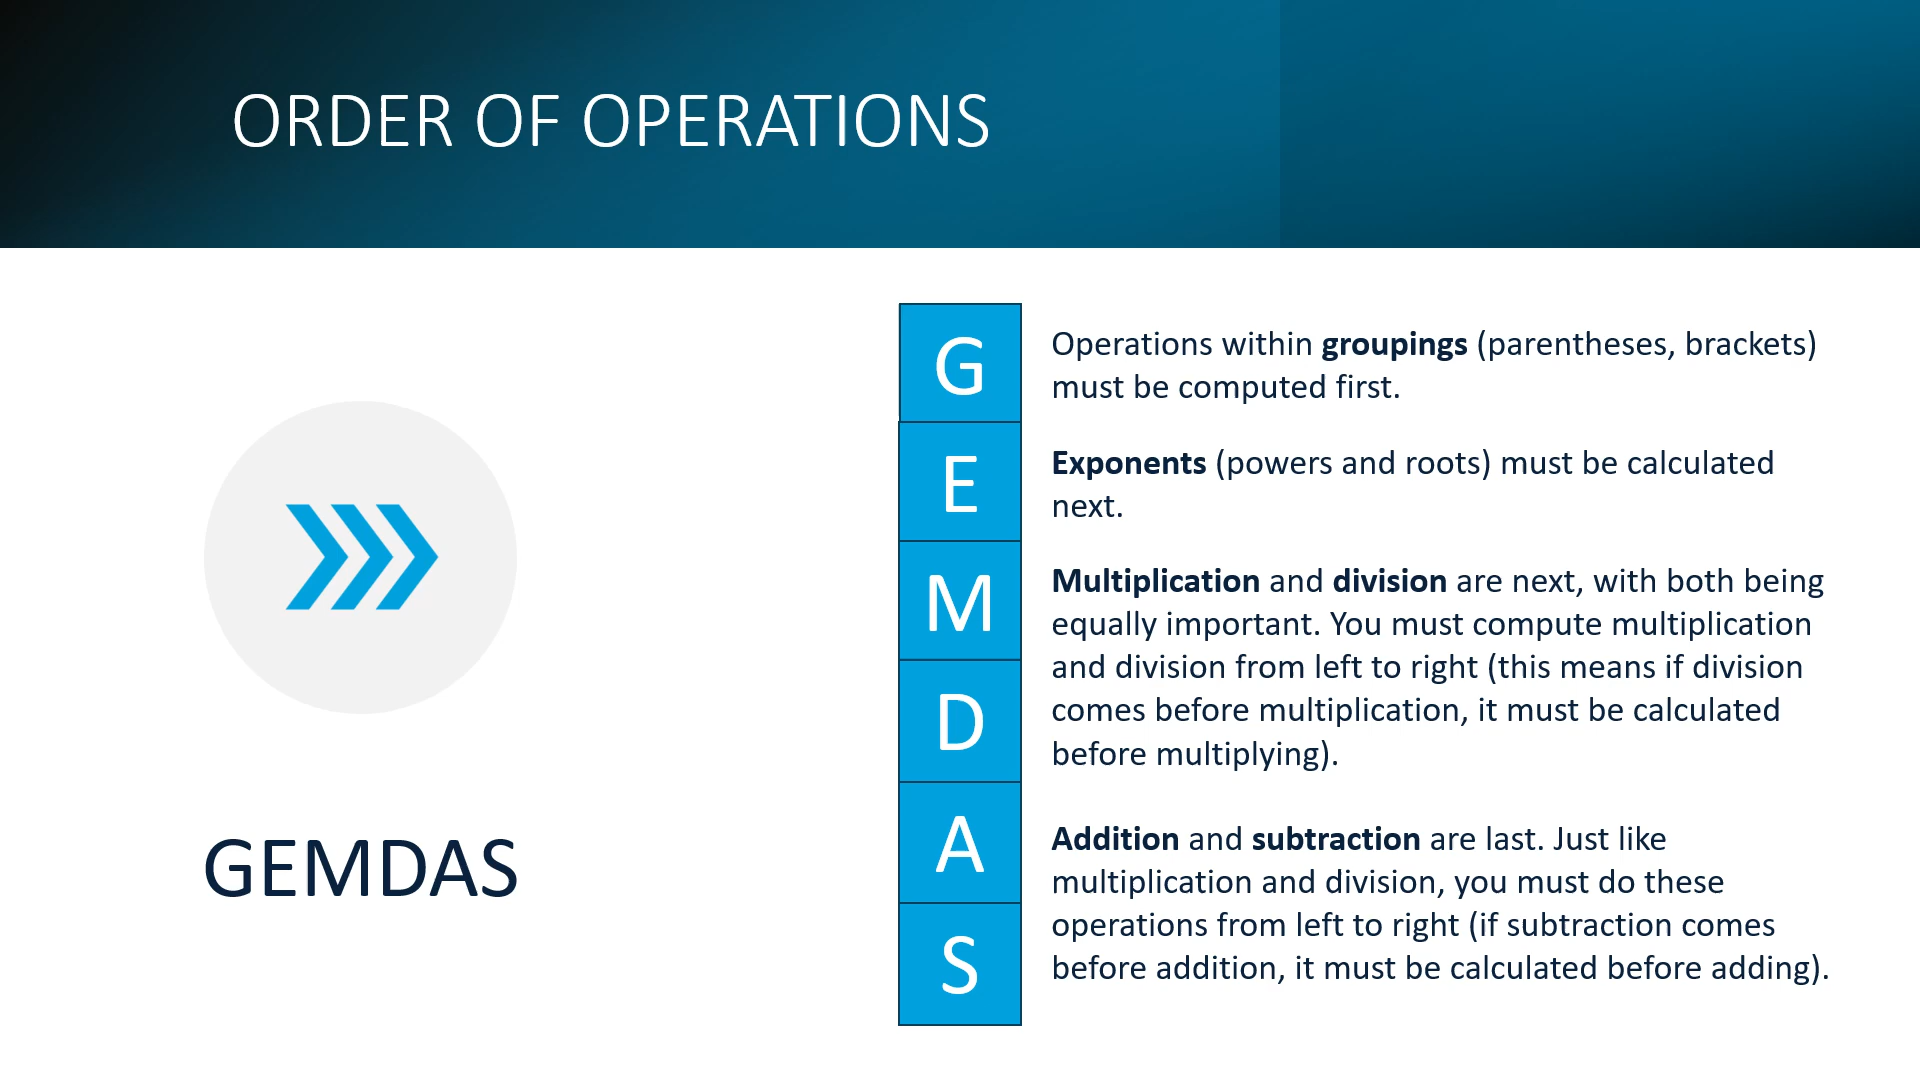 ORDER OF OPERATIONS
GEMDAS
G
Operations within groupings (parentheses, brackets)
must be computed first.
E
Exponents (powers and roots) must be calculated
next.
M
D
Multiplication and division are next, with both being
equally important. You must compute multiplication
and division from left to right (this means if division
comes before multiplication, it must be calculated
before multiplying).
A
S
Addition and subtraction are last. Just like
multiplication and division, you must do these
operations from left to right (if subtraction comes
before addition, it must be calculated before adding).